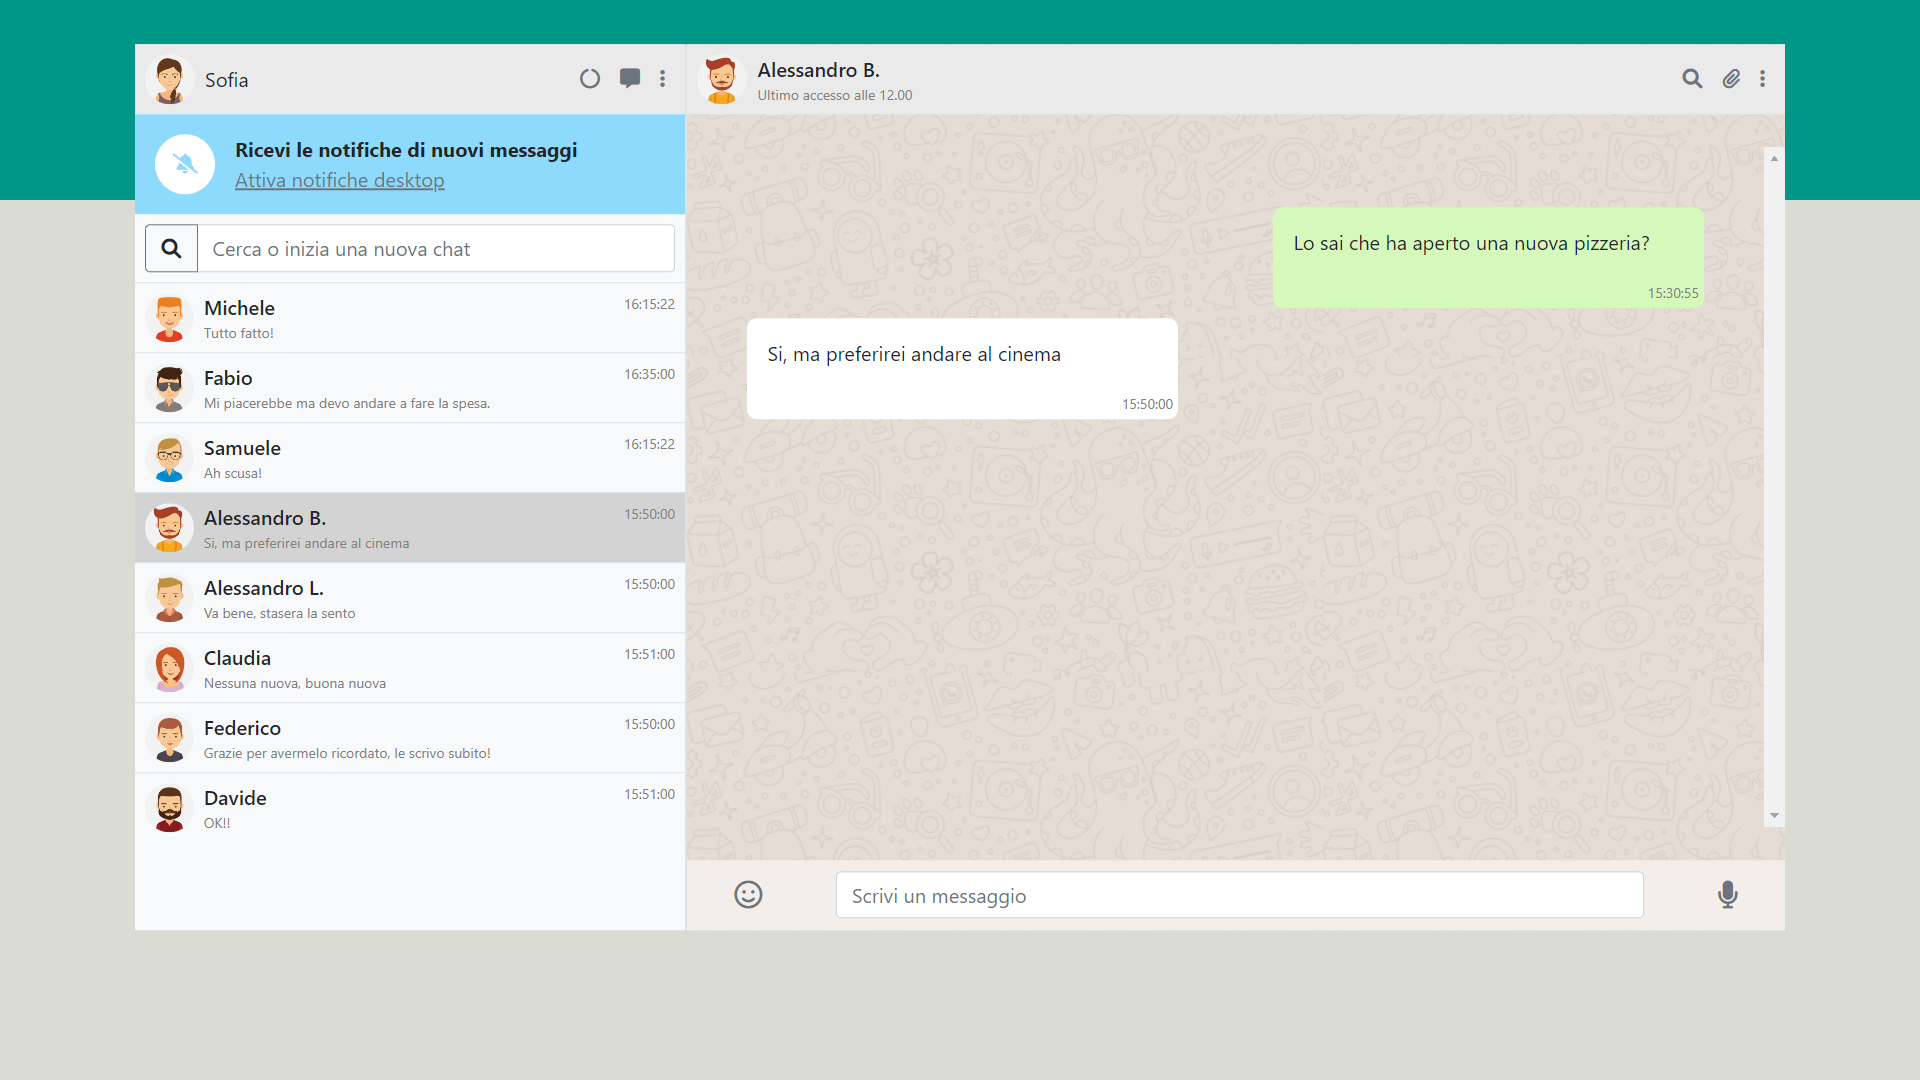 Sofia
Ricevi le notifiche di nuovi messaggi
Attiva notifiche desktop
Cerca o inizia una nuova chat
Michele
16:15:22
Tutto fatto!
Fabio
16:35:00
Mi piacerebbe ma devo andare a fare la spesa.
Samuele
16:15:22
Ah scusa!
Alessandro B.
15:50:00
Si, ma preferirei andare al cinema
Alessandro L.
15:50:00
Va bene, stasera la sento
Claudia
15:51:00
Nessuna nuova, buona nuova
Federico
15:50:00
Grazie per avermelo ricordato, le scrivo subito!
Davide
15:51:00
OK!!
Alessandro B.
Ultimo accesso alle 12.00
Lo sai che ha aperto una nuova pizzeria?
15:30:55
Si, ma preferirei andare al cinema
15:50:00
Scrivi un messaggio